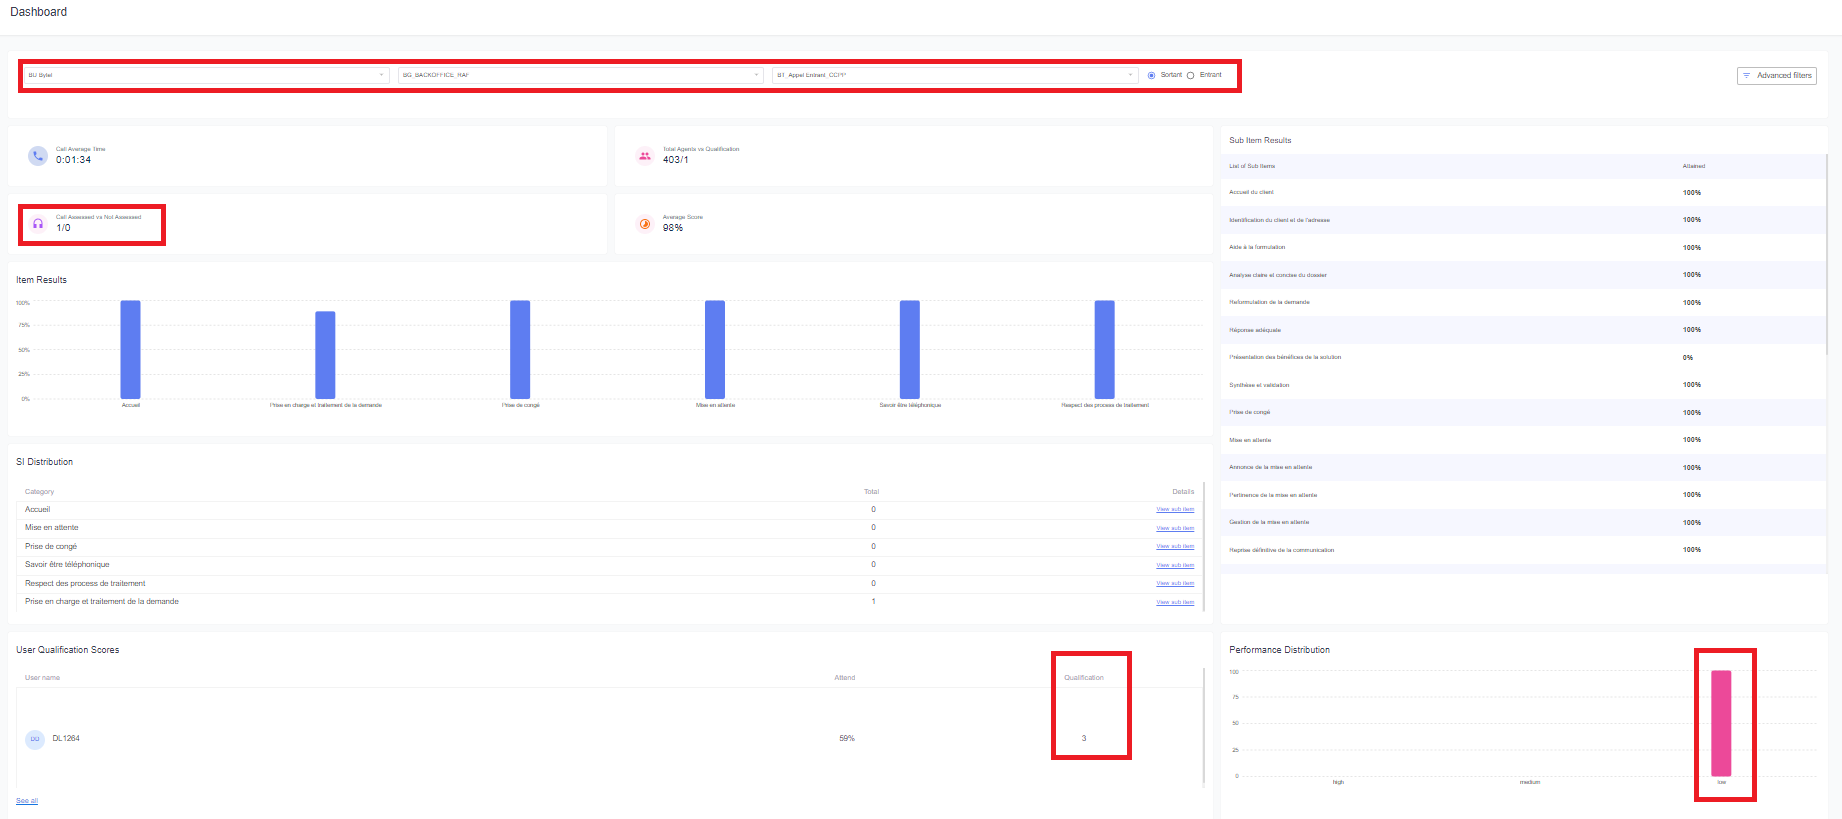 Dashboard
BU Bytel
BG_BACKOFFICE_RAF
BT_Appel Entrant_CCPP
Sortant
Entrant
Advanced filters
Call Average Time
0:01:34
Total Agents vs Qualification
403/1
Call Assessed vs Not Assessed
1/0
Average Score
98%
Item Results
100%
75%
50%
25%
0%
Accueil
Prise en charge et traitement de la demande
Prise de congé
Mise en attente
Savoir être téléphonique
Respect des process de traitement
SI Distribution
Category Total Details
Accueil 0 View sub item
Mise en attente 0 View sub item
Prise de congé 0 View sub item
Savoir être téléphonique 0 View sub item
Respect des process de traitement 0 View sub item
Prise en charge et traitement de la demande 1 View sub item
User Qualification Scores
User name Attend Qualification
DD DL1264 59% 3
See all
Sub Item Results
List of Sub Items Attained
Accueil du client 100%
Identification du client et de l'adresse 100%
Aide à la formulation 100%
Analyse claire et concise du dossier 100%
Reformulation de la demande 100%
Réponse adéquate 100%
Présentation des bénéfices de la solution 0%
Synthèse et validation 100%
Prise de congé 100%
Mise en attente 100%
Annonce de la mise en attente 100%
Pertinence de la mise en attente 100%
Gestion de la mise en attente 100%
Reprise définitive de la communication 100%
Performance Distribution
100
75
50
25
0
high
medium
low